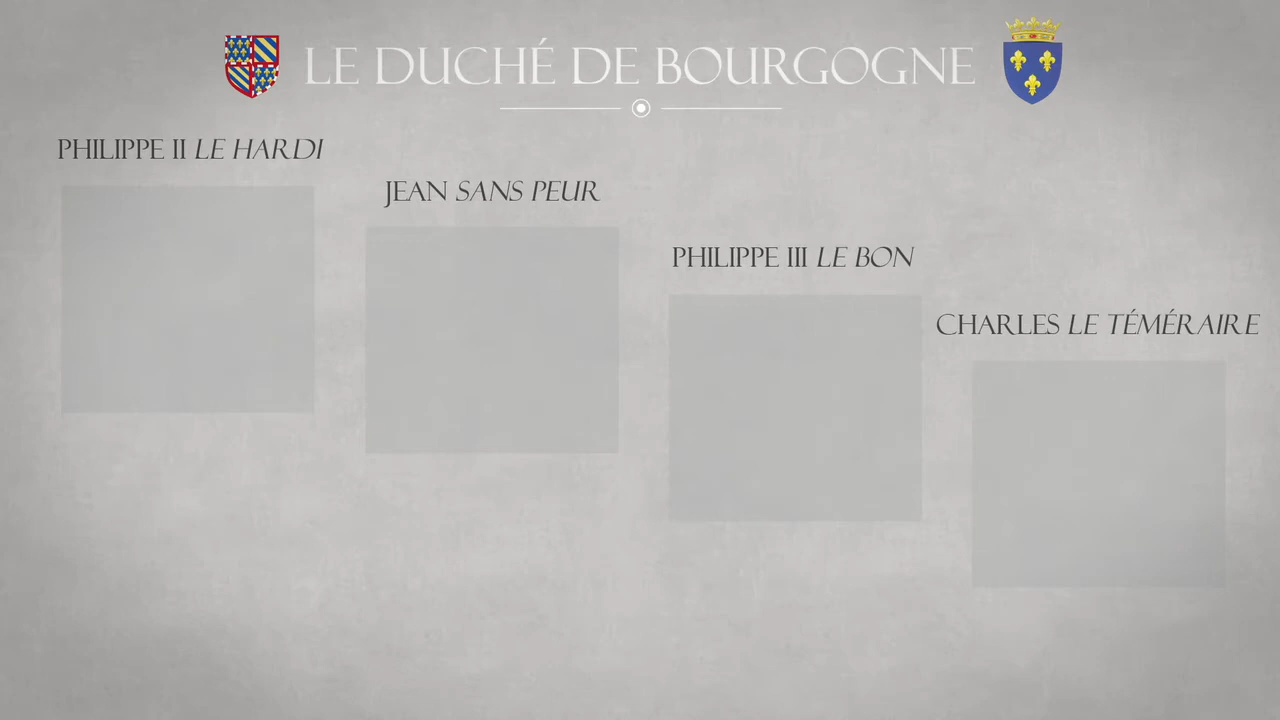 LE DUCHÉ DE BOURGOGNE
PHILIPPE II LE HARDI
JEAN SANS PEUR
PHILIPPE III LE BON
CHARLES LE TÉMÉRAIRE